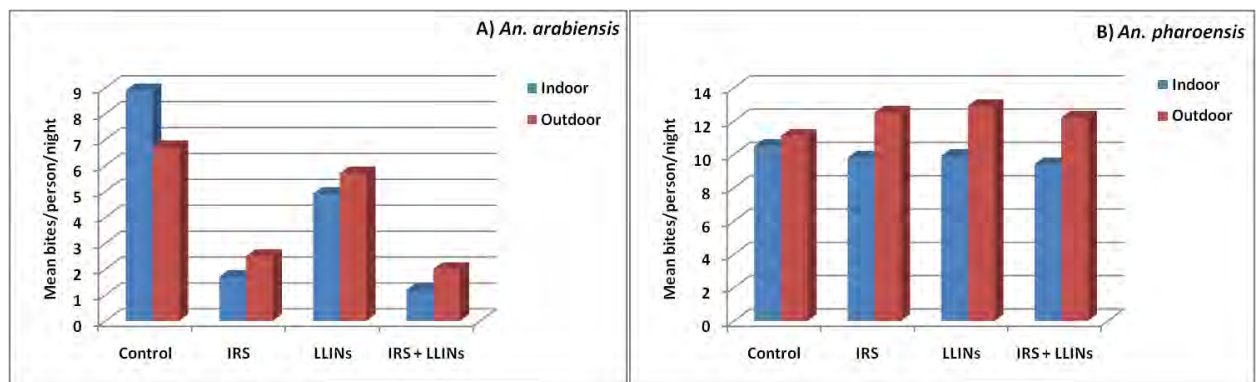 A) An. arabiensis
Indoor
Outdoor
Mean bites/person/night
9
8
7
6
5
4
3
2
1
0
Control IRS LLINs IRS + LLINs
B) An. pharoensis
Indoor
Outdoor
Mean bites/person/night
14
12
10
8
6
4
2
0
Control IRS LLINs IRS + LLINs